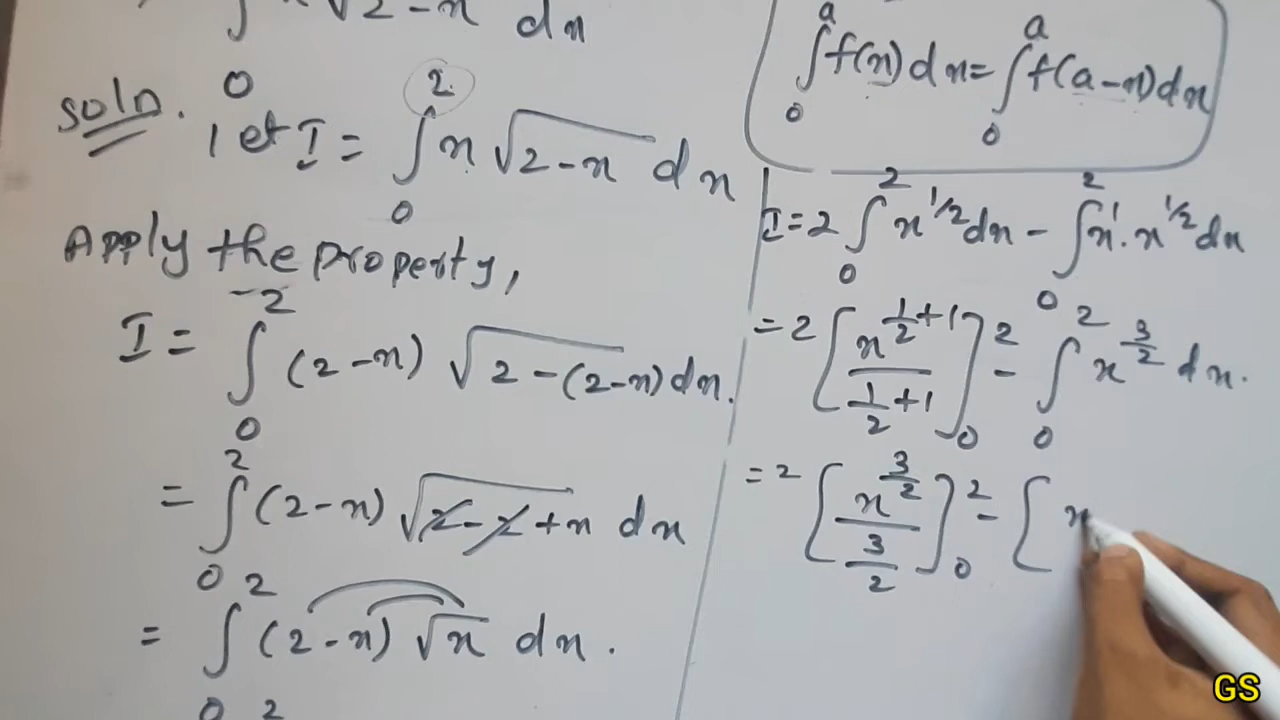 ∫₀ x√2-x dx
Soln.
let I = ∫₀² x √(2-x) dx
Apply the property,
I = ∫₀² (2-x) √(2-(2-x)) dx.
= ∫₀² (2-x) √(2-2+x) dx
= ∫₀² (2-x) √x dx.
2
∫₀ᵃ f(x) dx = ∫₀ᵃ f(a-x) dx
I = 2 ∫₀² x^{1/2} dx - ∫₀² x¹. x^{1/2} dx
= 2 [x^{1/2+1} / (1/2+1)]₀² - ∫₀² x^{3/2} dx.
= 2 [x^{3/2} / (3/2)]₀² - [ x
GS